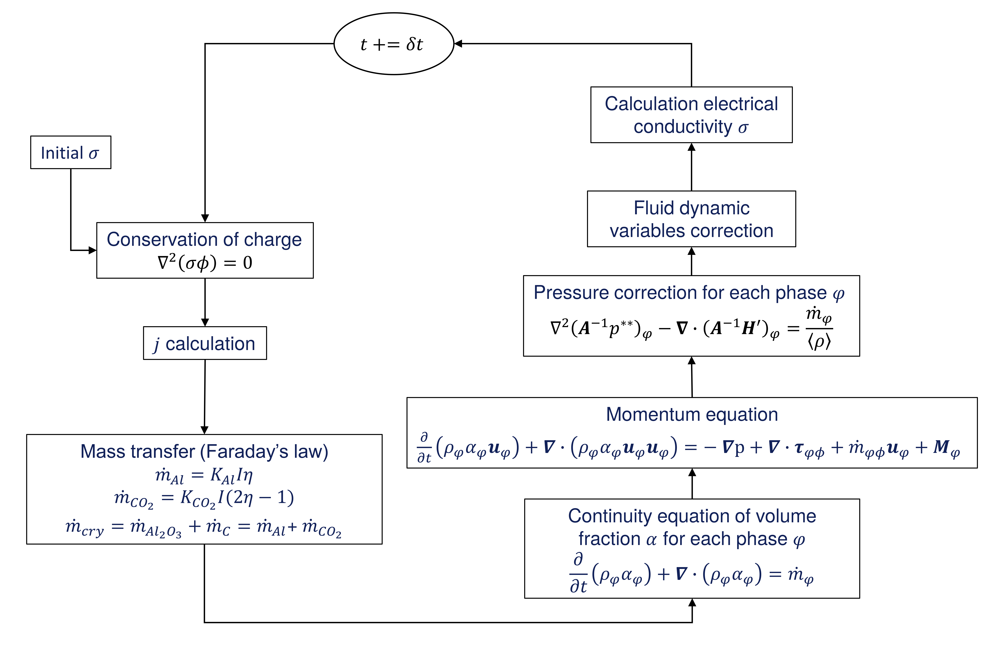 t += δt
Initial σ
Conservation of charge
∇²(σϕ) = 0
j calculation
Mass transfer (Faraday’s law)
ṁ_Al = K_Al Iη
ṁ_CO₂ = K_CO₂ I(2η − 1)
ṁ_cry = ṁ_Al₂O₃ + ṁ_C = ṁ_Al + ṁ_CO₂
Continuity equation of volume
fraction α for each phase φ
∂/∂t (ρ_φ α_φ) + ∇ · (ρ_φ α_φ) = ṁ_φ
Momentum equation
∂/∂t (ρ_φ α_φ u_φ) + ∇ · (ρ_φ α_φ u_φ u_φ) = − ∇p + ∇ · τ_φϕ + ṁ_φϕ u_φ + M_φ
Pressure correction for each phase φ
∇²(A⁻¹p**)_φ − ∇ · (A⁻¹H′)_φ = ṁ_φ/⟨ρ⟩
Fluid dynamic
variables correction
Calculation electrical
conductivity σ